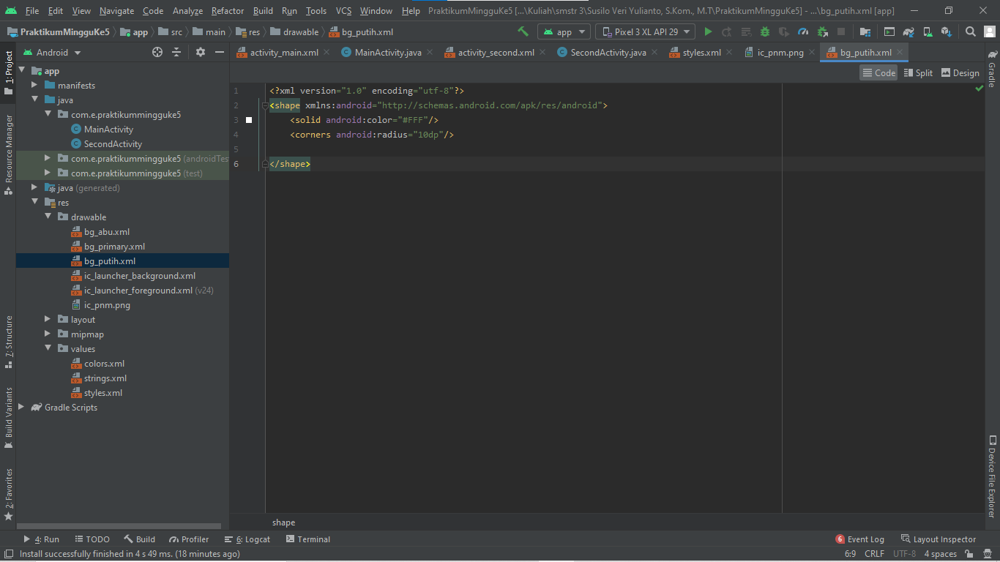 File Edit View Navigate Code Analyze Refactor Build Run Tools VCS Window Help PraktikumMingguKe5 [...\Kuliah\smstr 3\Susilo Veri Yulianto, S.Kom., M.T\PraktikumMingguKe5] - ...\bg_putih.xml [app]
PraktikumMingguKe5 app src main res drawable bg_putih.xml app Pixel 3 XL API 29
Android activity_main.xml MainActivity.java activity_second.xml SecondActivity.java styles.xml ic_pnm.png bg_putih.xml
Code Split Design
1: Project
Resource Manager
7: Structure
Build Variants
2: Favorites
app
manifests
java
com.e.praktikummingguke5
MainActivity
SecondActivity
com.e.praktikummingguke5 (androidTest
com.e.praktikummingguke5 (test)
java (generated)
res
drawable
bg_abu.xml
bg_primary.xml
bg_putih.xml
ic_launcher_background.xml
ic_launcher_foreground.xml (v24)
ic_pnm.png
layout
mipmap
values
colors.xml
strings.xml
styles.xml
Gradle Scripts
1 <?xml version="1.0" encoding="utf-8"?>
2 <shape xmlns:android="http://schemas.android.com/apk/res/android">
3 <solid android:color="#FFF"/>
4 <corners android:radius="10dp"/>
5
6 </shape>
Gradle
Device File Explorer
shape
4: Run TODO Build Profiler 6: Logcat Terminal 6 Event Log Layout Inspector
Install successfully finished in 4 s 49 ms. (18 minutes ago) 6:9 CRLF UTF-8 4 spaces